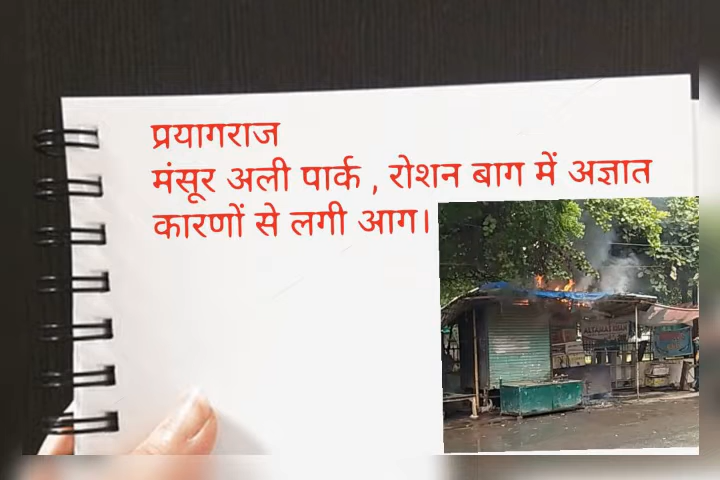 प्रयागराज
मंसूर अली पार्क , रोशन बाग में अज्ञात
कारणों से लगी आग।